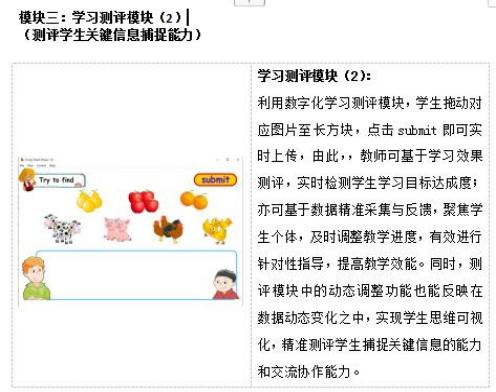 模块三：学习测评模块（2）
（测评学生关键信息捕捉能力）
Try to find
submit
学习测评模块（2）：
利用数字化学习测评模块，学生拖动对
应图片至长方块，点击 submit 即可实
时上传，由此，，教师可基于学习效果
测评，实时检测学生学习目标达成度；
亦可基于数据精准采集与反馈，聚焦学
生个体，及时调整教学进度，有效进行
针对性指导，提高教学效能。同时，测
评模块中的动态调整功能也能反映在
数据动态变化之中，实现学生思维可视
化，精准测评学生捕捉关键信息的能力
和交流协作能力。